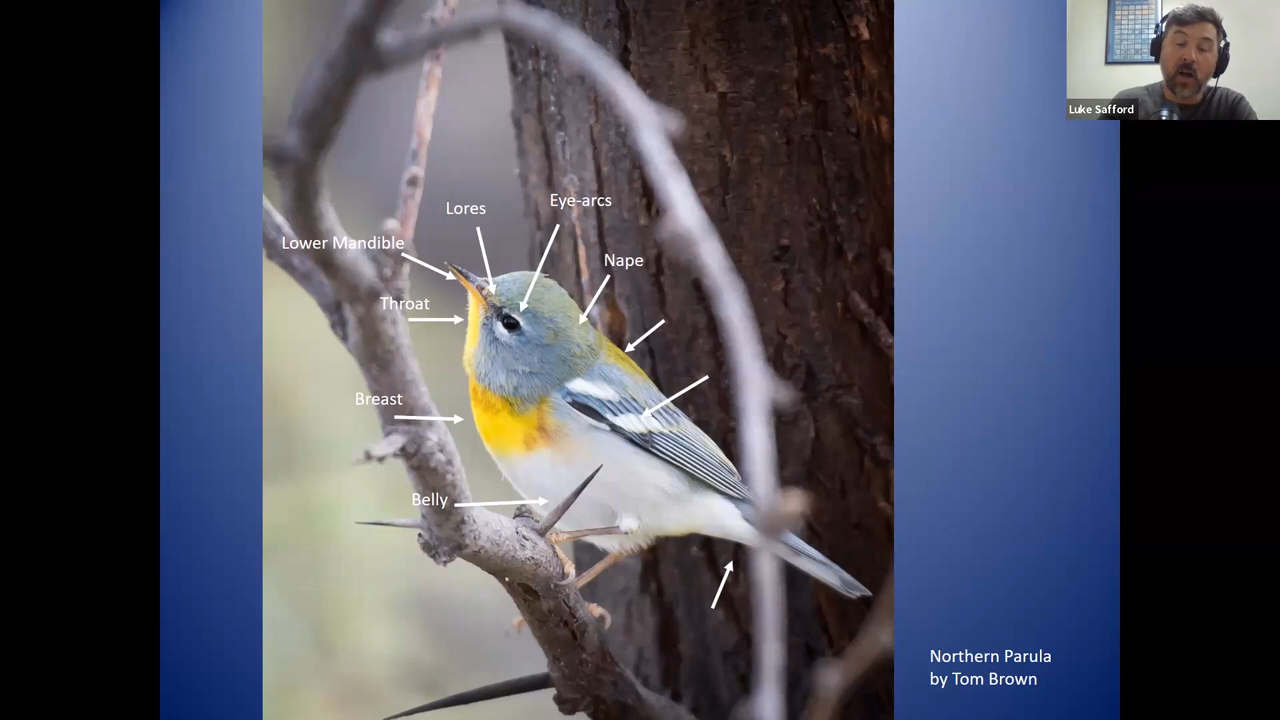 Luke Safford
Eye-arcs
Lores
Lower Mandible
Nape
Throat
Breast
Belly
Northern Parula
by Tom Brown